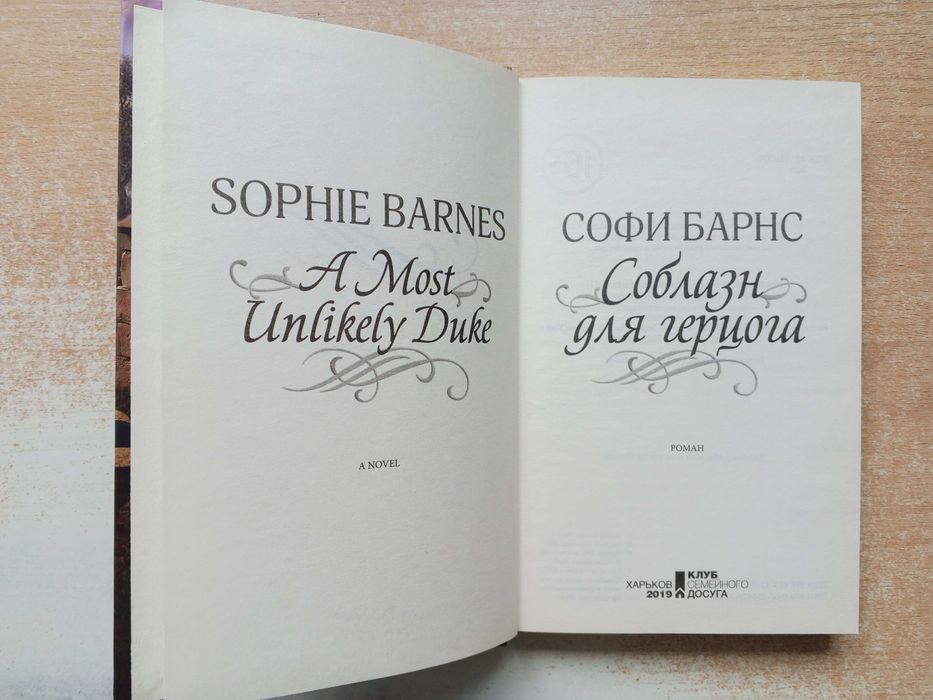 SOPHIE BARNES
A Most
Unlikely Duke
A NOVEL
СОФИ БАРНС
Соблазн
для герцога
РОМАН
ХАРЬКОВ
2019
КЛУБ
СЕМЕЙНОГО
ДОСУГА